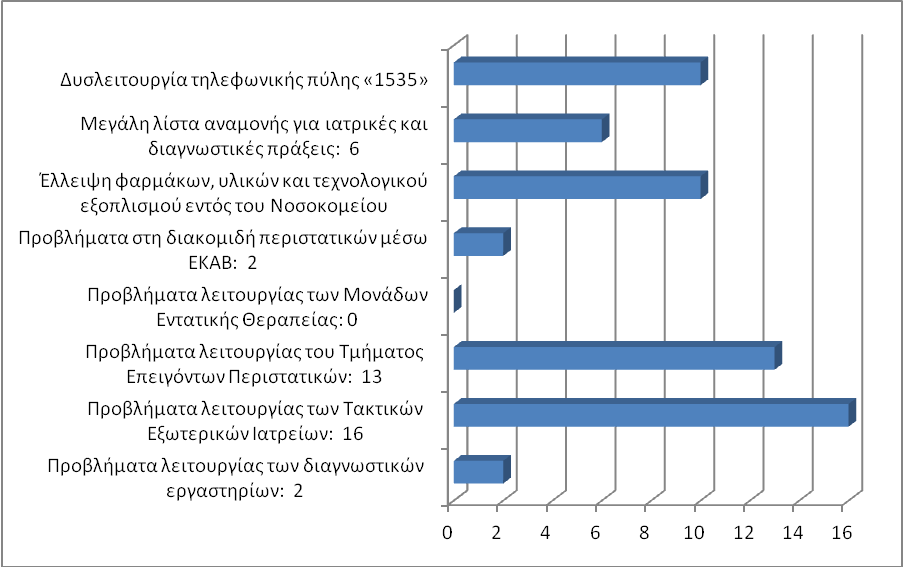 Δυσλειτουργία τηλεφωνικής πύλης «1535»
Μεγάλη λίστα αναμονής για ιατρικές και
διαγνωστικές πράξεις: 6
Έλλειψη φαρμάκων, υλικών και τεχνολογικού
εξοπλισμού εντός του Νοσοκομείου
Προβλήματα στη διακομιδή περιστατικών μέσω
ΕΚΑΒ: 2
Προβλήματα λειτουργίας των Μονάδων
Εντατικής Θεραπείας: 0
Προβλήματα λειτουργίας του Τμήματος
Επειγόντων Περιστατικών: 13
Προβλήματα λειτουργίας των Τακτικών
Εξωτερικών Ιατρείων: 16
Προβλήματα λειτουργίας των διαγνωστικών
εργαστηρίων: 2
0 2 4 6 8 10 12 14 16